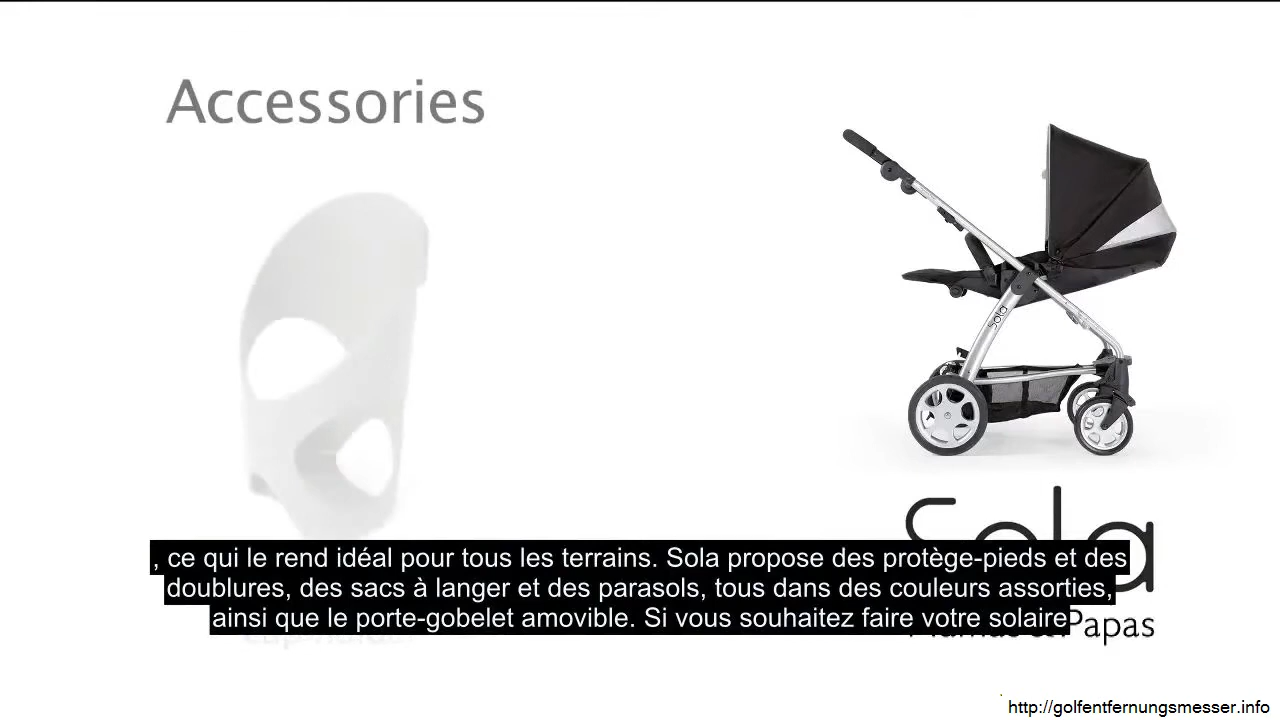 Accessories
Sola
Sola
, ce qui le rend idéal pour tous les terrains. Sola propose des protège-pieds et des
doublures, des sacs à langer et des parasols, tous dans des couleurs assorties,
ainsi que le porte-gobelet amovible. Si vous souhaitez faire votre solaire
Papas
http://golfentfernungsmesser.info